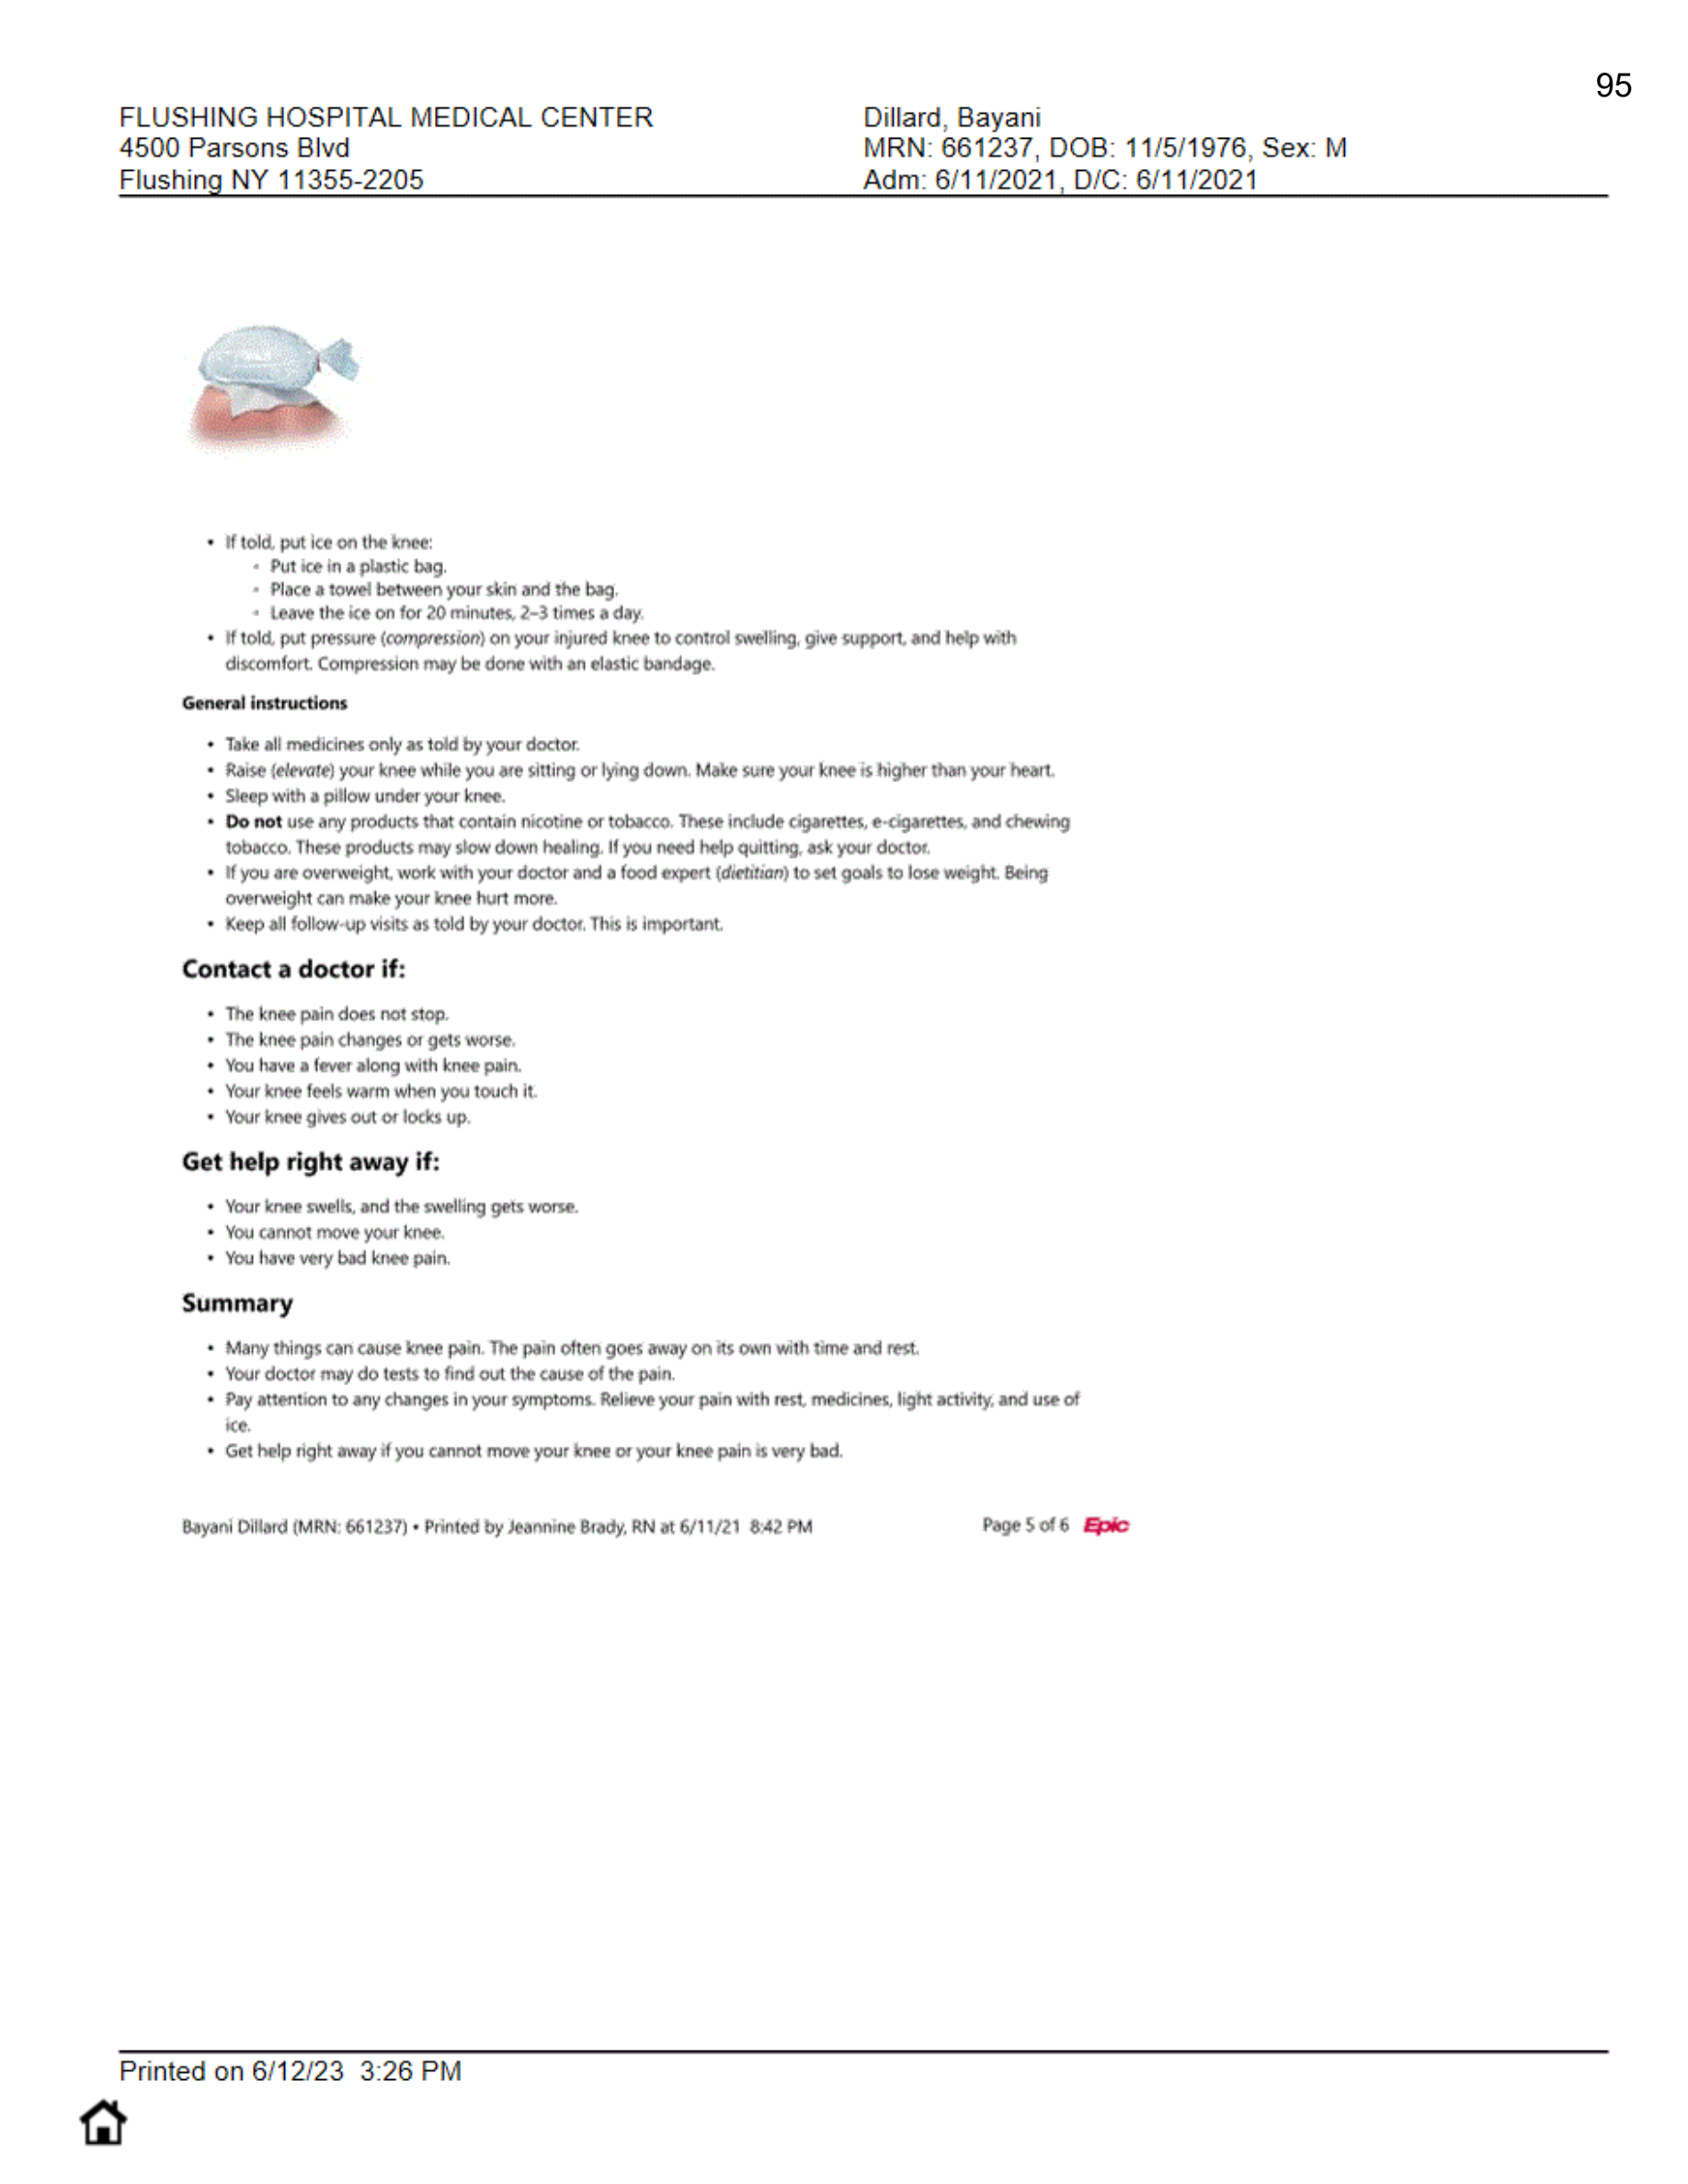 95
FLUSHING HOSPITAL MEDICAL CENTER
4500 Parsons Blvd
Flushing NY 11355-2205
Dillard, Bayani
MRN: 661237, DOB: 11/5/1976, Sex: M
Adm: 6/11/2021, D/C: 6/11/2021
• If told, put ice on the knee:
◦ Put ice in a plastic bag.
◦ Place a towel between your skin and the bag.
◦ Leave the ice on for 20 minutes, 2–3 times a day.
• If told, put pressure (compression) on your injured knee to control swelling, give support, and help with
discomfort. Compression may be done with an elastic bandage.
General instructions
• Take all medicines only as told by your doctor.
• Raise (elevate) your knee while you are sitting or lying down. Make sure your knee is higher than your heart.
• Sleep with a pillow under your knee.
• Do not use any products that contain nicotine or tobacco. These include cigarettes, e-cigarettes, and chewing
tobacco. These products may slow down healing. If you need help quitting, ask your doctor.
• If you are overweight, work with your doctor and a food expert (dietitian) to set goals to lose weight. Being
overweight can make your knee hurt more.
• Keep all follow-up visits as told by your doctor. This is important.
Contact a doctor if:
• The knee pain does not stop.
• The knee pain changes or gets worse.
• You have a fever along with knee pain.
• Your knee feels warm when you touch it.
• Your knee gives out or locks up.
Get help right away if:
• Your knee swells, and the swelling gets worse.
• You cannot move your knee.
• You have very bad knee pain.
Summary
• Many things can cause knee pain. The pain often goes away on its own with time and rest.
• Your doctor may do tests to find out the cause of the pain.
• Pay attention to any changes in your symptoms. Relieve your pain with rest, medicines, light activity, and use of
ice.
• Get help right away if you cannot move your knee or your knee pain is very bad.
Bayani Dillard (MRN: 661237) • Printed by Jeannine Brady, RN at 6/11/21 8:42 PM
Page 5 of 6 Epic
Printed on 6/12/23 3:26 PM